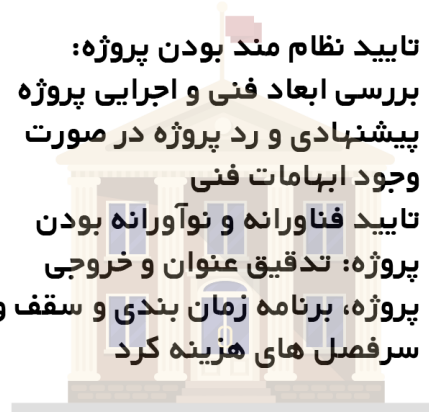 تایید نظام مند بودن پروژه:
بررسی ابعاد فنی و اجرایی پروژه
پیشنهادی و رد پروژه در صورت
وجود ابهامات فنی
تایید فناورانه و نوآورانه بودن
پروژه: تدقیق عنوان و خروجی
پروژه، برنامه زمان بندی و سقف و
سرفصل های هزینه کرد